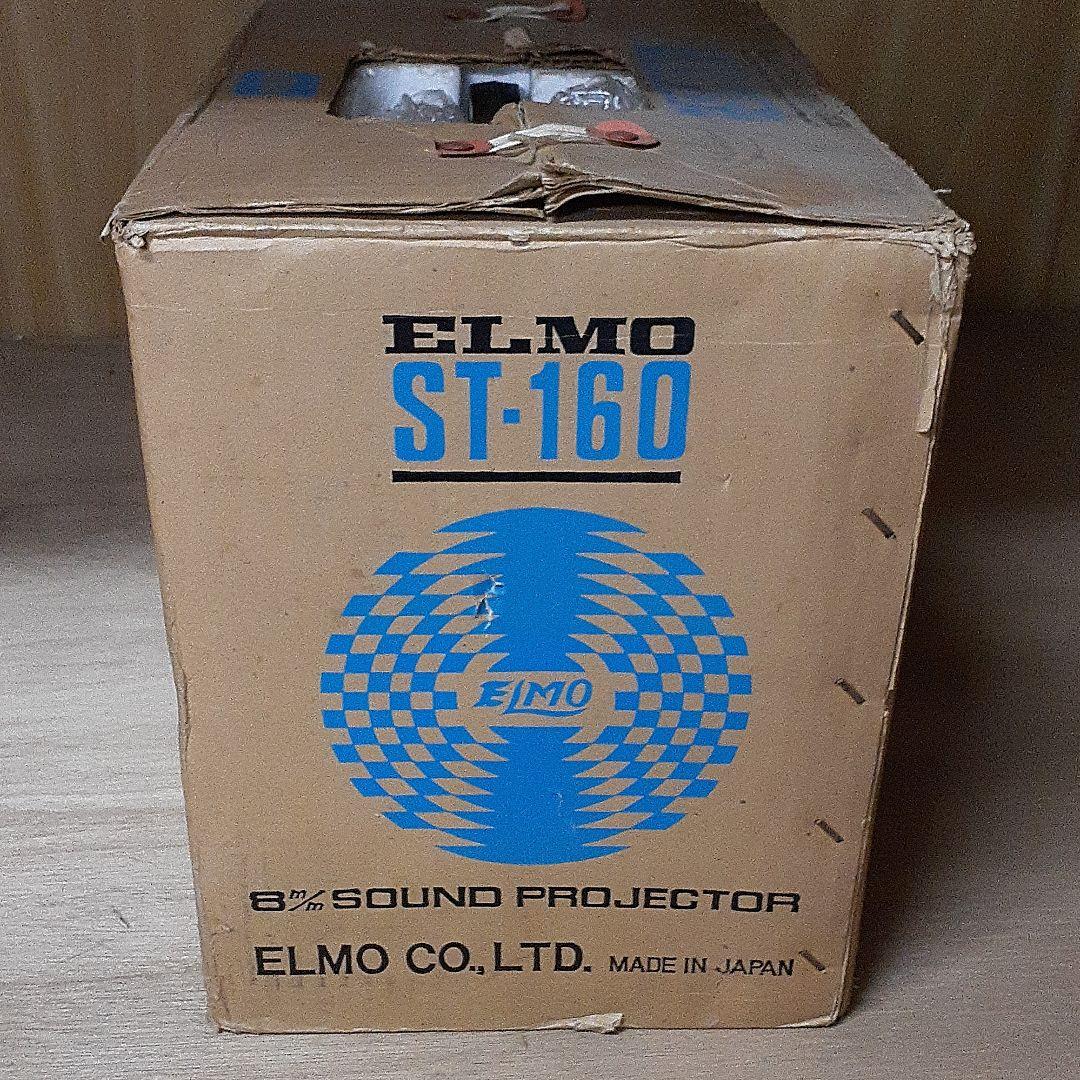 ELMO
ST-160
ELMO
8m/m SOUND PROJECTOR
ELMO CO., LTD. MADE IN JAPAN